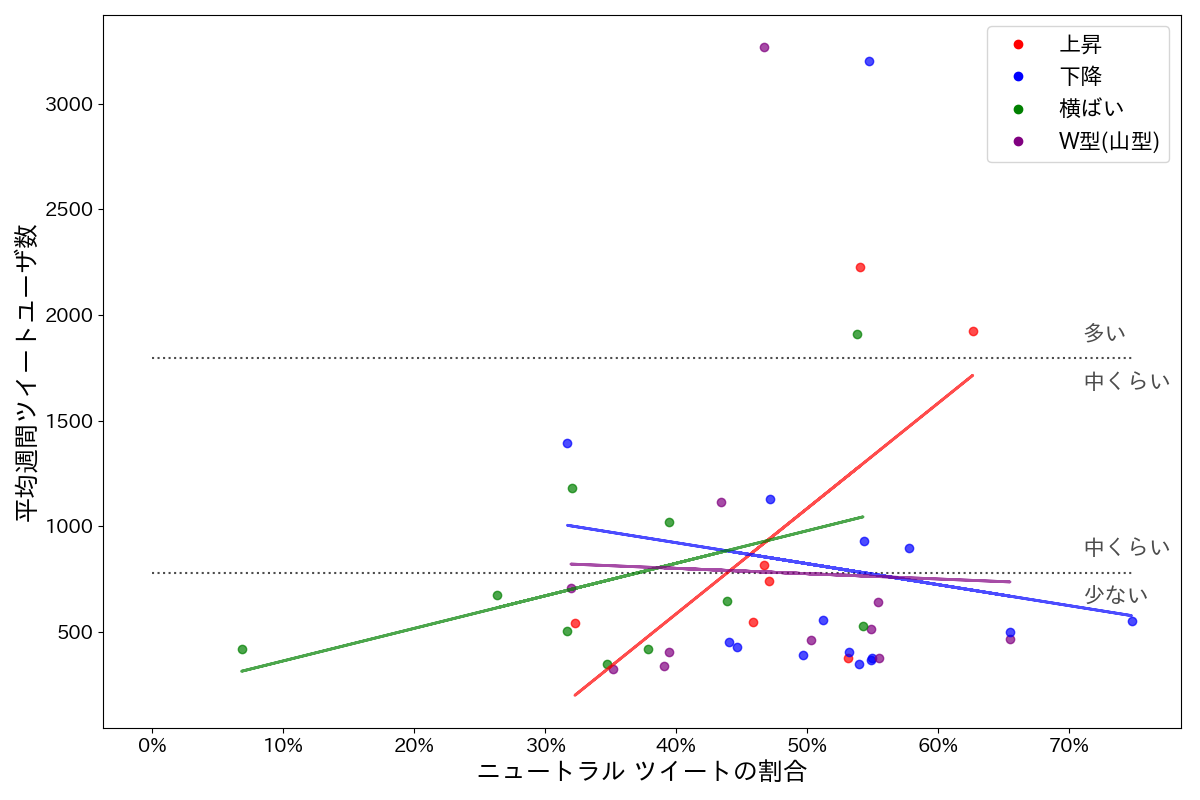 上昇
下降
横ばい
W型(山型)
3000
2500
2000
1500
1000
500
平均週間ツイートユーザ数
多い
中くらい
中くらい
少ない
0% 10% 20% 30% 40% 50% 60% 70%
ニュートラル ツイートの割合